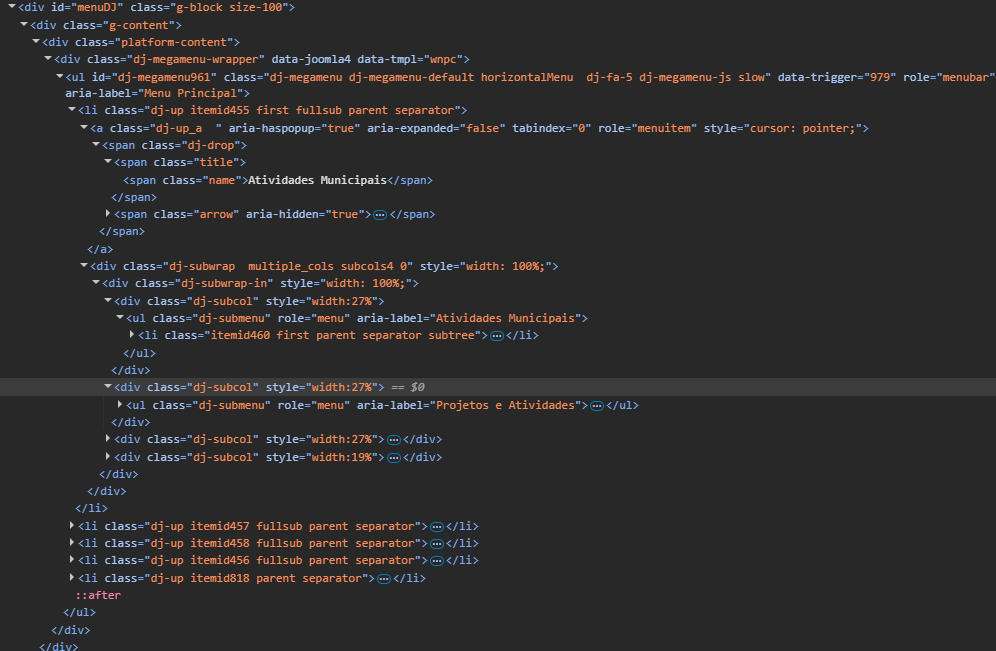 <div id="menuDJ" class="g-block size-100">
<div class="g-content">
<div class="platform-content">
<div class="dj-megamenu-wrapper" data-joomla4 data-tmpl="wnpc">
<ul id="dj-megamenu961" class="dj-megamenu dj-megamenu-default horizontalMenu  dj-fa-5 dj-megamenu-js slow" data-trigger="979" role="menubar"
aria-label="Menu Principal">
<li class="dj-up itemid455 first fullsub parent separator">
<a class="dj-up_a  " aria-haspopup="true" aria-expanded="false" tabindex="0" role="menuitem" style="cursor: pointer;">
<span class="dj-drop">
<span class="title">
<span class="name">Atividades Municipais</span>
</span>
<span class="arrow" aria-hidden="true">…</span>
</span>
</a>
<div class="dj-subwrap  multiple_cols subcols4 0" style="width: 100%;">
<div class="dj-subwrap-in" style="width: 100%;">
<div class="dj-subcol" style="width:27%">
<ul class="dj-submenu" role="menu" aria-label="Atividades Municipais">
<li class="itemid460 first parent separator subtree">…</li>
</ul>
</div>
<div class="dj-subcol" style="width:27%"> == $0
<ul class="dj-submenu" role="menu" aria-label="Projetos e Atividades">…</ul>
</div>
<div class="dj-subcol" style="width:27%">…</div>
<div class="dj-subcol" style="width:19%">…</div>
</div>
</div>
</li>
<li class="dj-up itemid457 fullsub parent separator">…</li>
<li class="dj-up itemid458 fullsub parent separator">…</li>
<li class="dj-up itemid456 fullsub parent separator">…</li>
<li class="dj-up itemid818 parent separator">…</li>
::after
</ul>
</div>
</div>